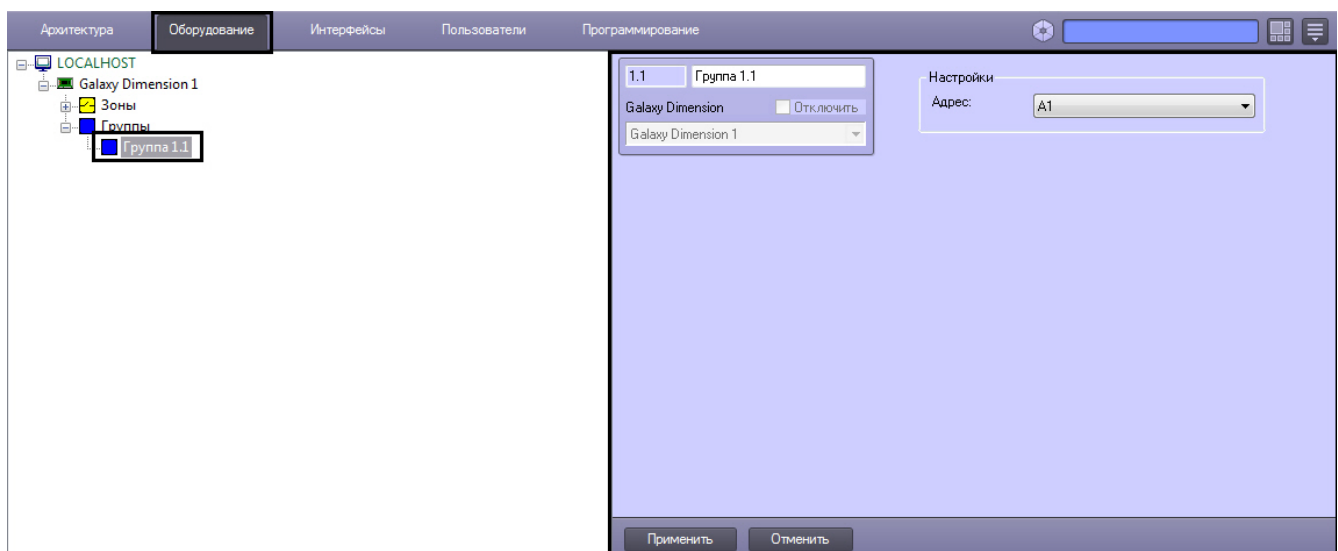 Архитектура Оборудование Интерфейсы Пользователи Программирование
LOCALHOST
Galaxy Dimension 1
Зоны
Группы
Группа 1.1
1.1 Группа 1.1
Galaxy Dimension Отключить
Galaxy Dimension 1
Настройки
Адрес: A1
Применить Отменить